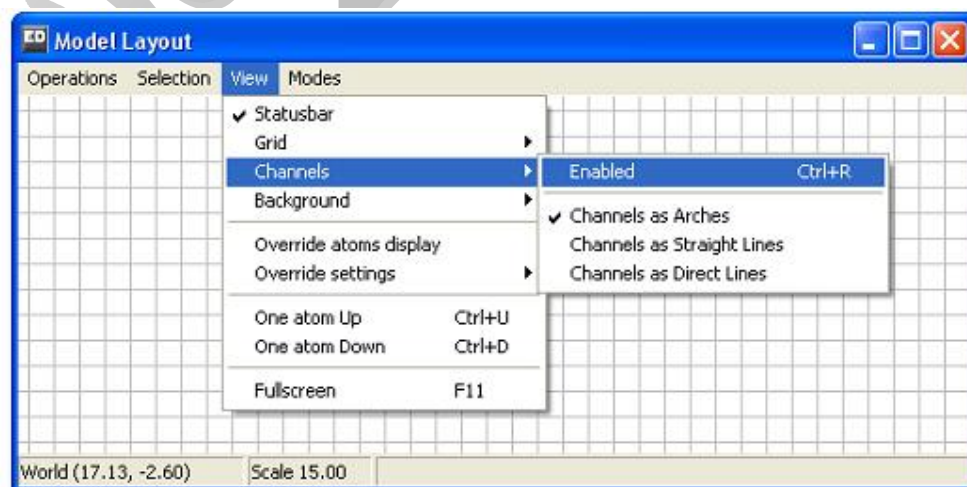 ED Model Layout
Operations Selection View Modes
Statusbar
Grid
Channels
Enabled Ctrl+R
Background
Channels as Arches
Channels as Straight Lines
Channels as Direct Lines
Override atoms display
Override settings
One atom Up Ctrl+U
One atom Down Ctrl+D
Fullscreen F11
World (17.13, -2.60) Scale 15.00